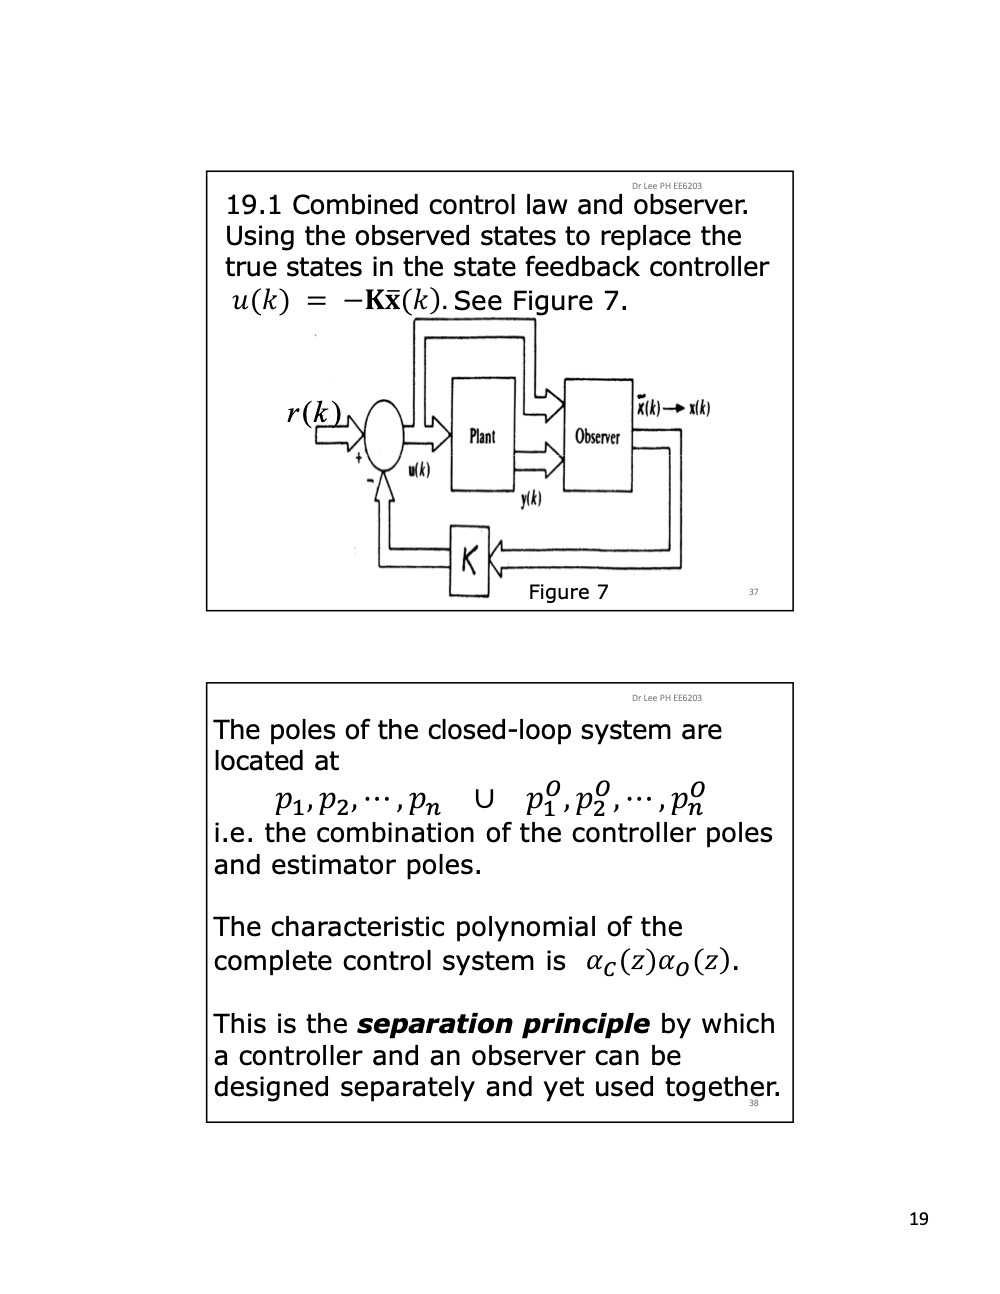 Dr Lee PH EE6203
19.1 Combined control law and observer.
Using the observed states to replace the
true states in the state feedback controller
u(k) = −Kx̄(k). See Figure 7.
r(k)
+
−
u(k)
Plant
y(k)
Observer
x̄(k) → x(k)
K
Figure 7
37
Dr Lee PH EE6203
The poles of the closed-loop system are
located at
p₁, p₂, ⋯ , pₙ ∪ p₁ᴼ, p₂ᴼ, ⋯ , pₙᴼ
i.e. the combination of the controller poles
and estimator poles.
The characteristic polynomial of the
complete control system is α_C(z)α_O(z).
This is the separation principle by which
a controller and an observer can be
designed separately and yet used together.
38
19